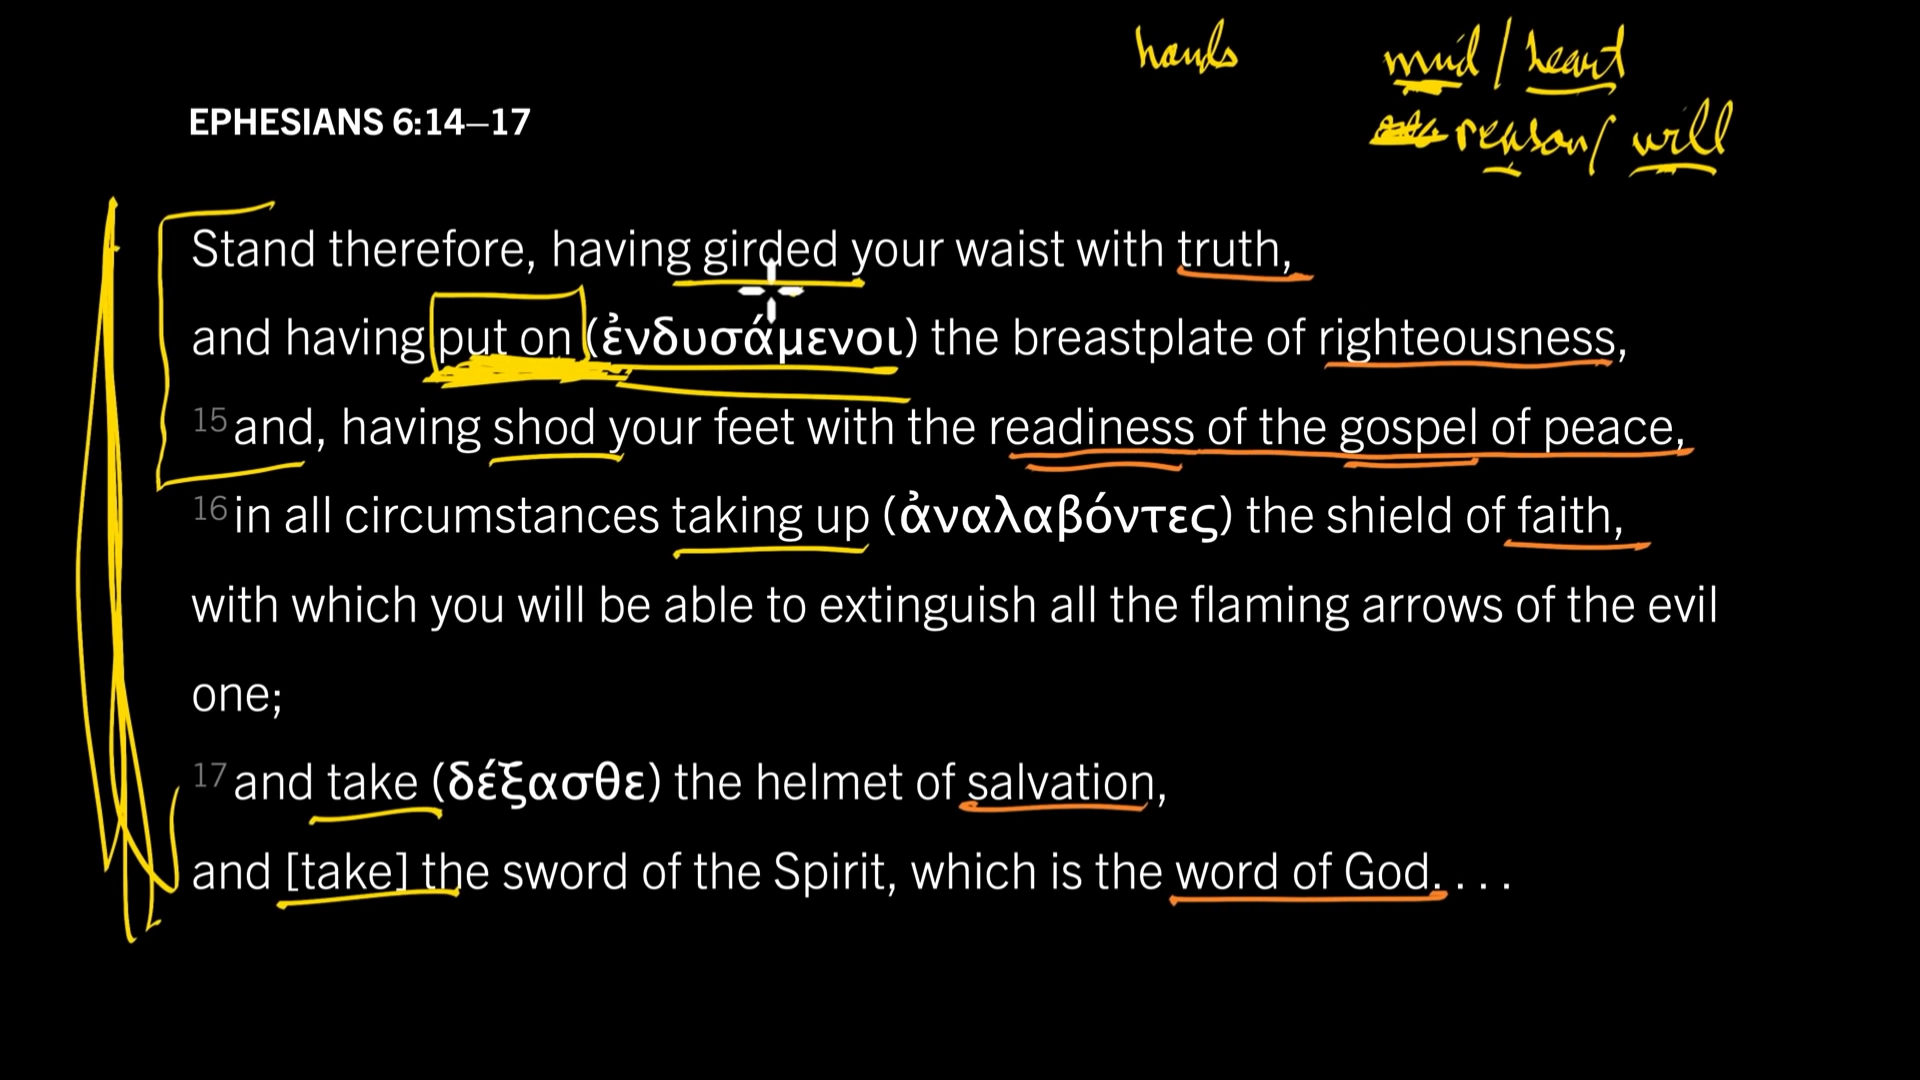 hands mind / heart
EPHESIANS 6:14–17
reason / will
Stand therefore, having girded your waist with truth,
and having put on (ἐνδυσάμενοι) the breastplate of righteousness,
15 and, having shod your feet with the readiness of the gospel of peace,
16 in all circumstances taking up (ἀναλαβόντες) the shield of faith,
with which you will be able to extinguish all the flaming arrows of the evil
one;
17 and take (δέξασθε) the helmet of salvation,
and [take] the sword of the Spirit, which is the word of God. . . .